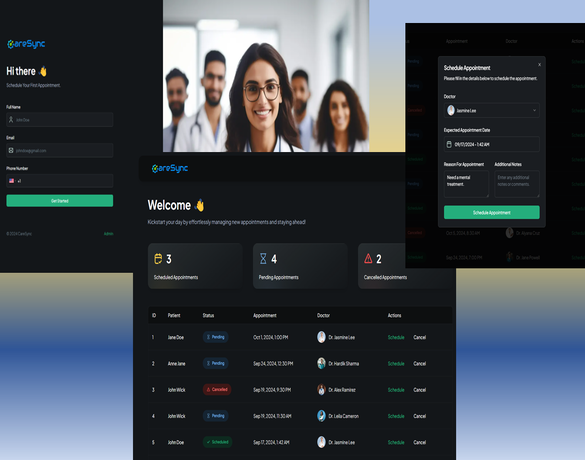 CareSync
Hi there 👋
Schedule Your First Appointment.
Full Name
John Doe
Email
johndoe@gmail.com
Phone Number
+1
Get Started
© 2024 CareSync
Admin
CareSync
Welcome 👋
Kickstart your day by effortlessly managing new appointments and staying ahead!
3
Scheduled Appointments
4
Pending Appointments
2
Cancelled Appointments
ID Patient Status Appointment Doctor Actions
1 Jane Doe Pending Oct 1, 2024, 1:00 PM Dr. Jasmine Lee Schedule Cancel
2 Anne Jane Pending Sep 24, 2024, 12:30 PM Dr. Hardik Sharma Schedule Cancel
3 John Wick Cancelled Sep 19, 2024, 9:30 PM Dr. Alex Ramirez Schedule Cancel
4 John Wick Pending Sep 19, 2024, 11:30 AM Dr. Leila Cameron Schedule Cancel
5 John Doe Scheduled Sep 17, 2024, 1:42 AM Dr. Jasmine Lee Schedule Cancel
Appointment Doctor
Schedule Appointment X
Please fill in the details below to schedule the appointment.
Doctor
Jasmine Lee
Expected Appointment Date
09/17/2024 - 1:42 AM
Reason For Appointment Additional Notes
Need a mental
treatment.
Enter any additional
notes or comments
Schedule Appointment